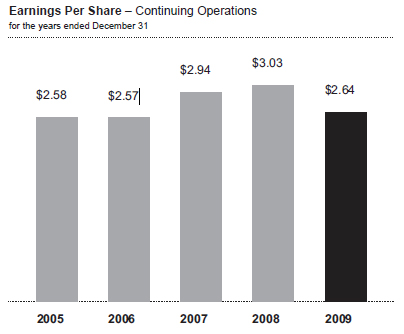 Earnings Per Share – Continuing Operations
for the years ended December 31
$2.58
$2.57
$2.94
$3.03
$2.64
2005 2006 2007 2008 2009